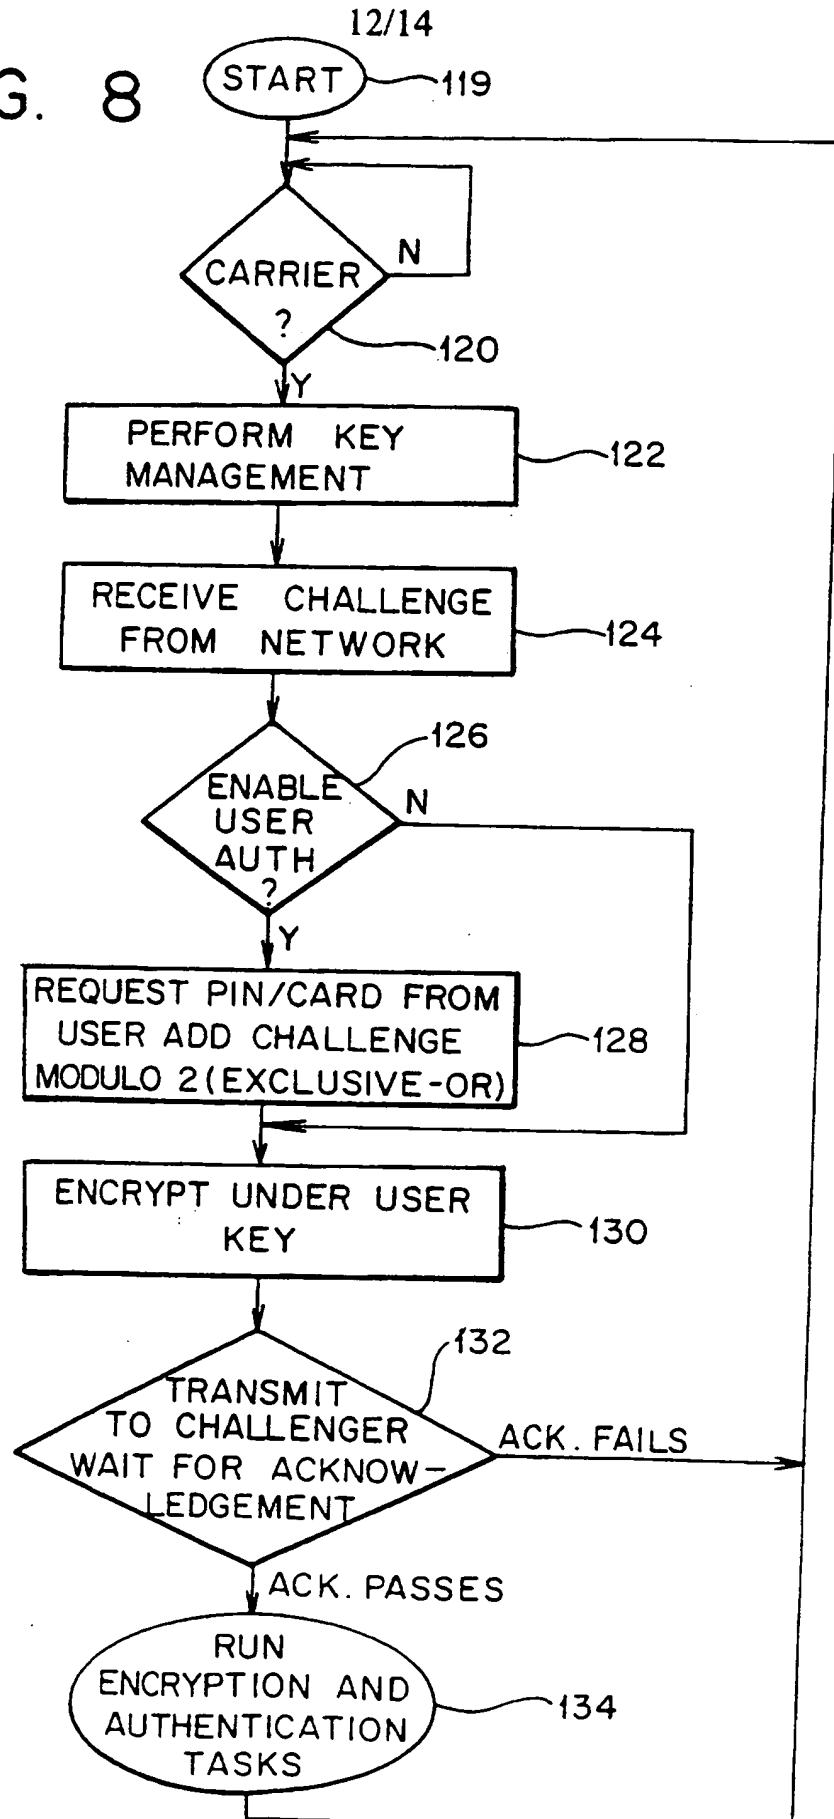 12/14
G. 8
START
119
CARRIER
?
N
120
Y
PERFORM KEY
MANAGEMENT
122
RECEIVE CHALLENGE
FROM NETWORK
124
126
ENABLE
USER
AUTH
?
N
Y
REQUEST PIN/CARD FROM
USER ADD CHALLENGE
MODULO 2 (EXCLUSIVE-OR)
128
ENCRYPT UNDER USER
KEY
130
132
TRANSMIT
TO CHALLENGER
WAIT FOR ACKNOW-
LEDGEMENT
ACK. FAILS
ACK. PASSES
RUN
ENCRYPTION AND
AUTHENTICATION
TASKS
134